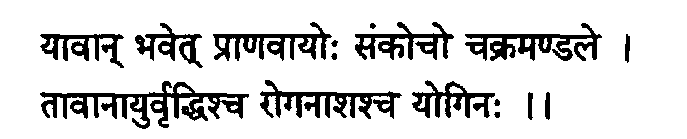 यावान् भवेत् प्राणवायोः संकोचो चक्रमण्डले ।
तावानायुर्वृद्धिश्च रोगनाशश्च योगिनः ।।